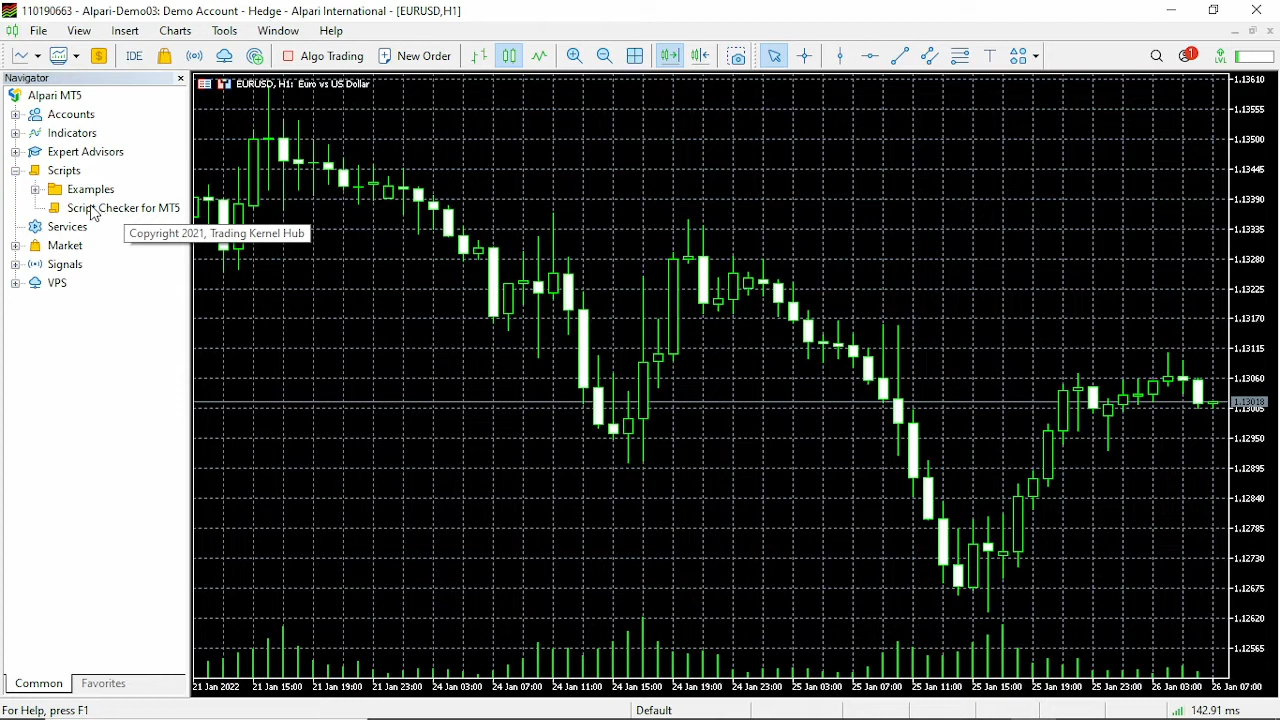 110190663 - Alpari-Demo03: Demo Account - Hedge - Alpari International - [EURUSD,H1]
File View Insert Charts Tools Window Help
IDE Algo Trading New Order 1 LVL
Navigator
Alpari MT5
Accounts
Indicators
Expert Advisors
Scripts
Examples
Script Checker for MT5
Services
Copyright 2021, Trading Kernel Hub
Market
Signals
VPS
Common Favorites
EURUSD, H1: Euro vs US Dollar
1.13610
1.13555
1.13500
1.13445
1.13390
1.13335
1.13280
1.13225
1.13170
1.13115
1.13060
1.13018
1.13005
1.12950
1.12895
1.12840
1.12785
1.12730
1.12675
1.12620
1.12565
21 Jan 2022 21 Jan 15:00 21 Jan 19:00 21 Jan 23:00 24 Jan 03:00 24 Jan 07:00 24 Jan 11:00 24 Jan 15:00 24 Jan 19:00 24 Jan 23:00 25 Jan 03:00 25 Jan 07:00 25 Jan 11:00 25 Jan 15:00 25 Jan 19:00 25 Jan 23:00 26 Jan 03:00 26 Jan 07:00
For Help, press F1 Default 142.91 ms